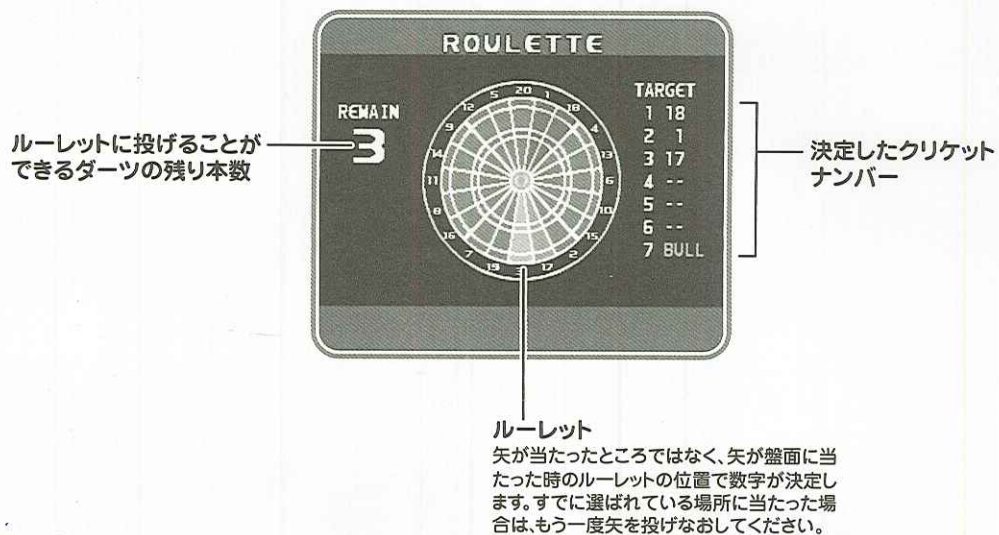 ROULETTE
REMAIN
3
20 1 18 4 13 6 10 15 2 17 3 19 7 16 8 11 14 9 12 5
TARGET
1 18
2 1
3 17
4 --
5 --
6 --
7 BULL
ルーレットに投げることが
できるダーツの残り本数
決定したクリケット
ナンバー
ルーレット
矢が当たったところではなく、矢が盤面に当
たった時のルーレットの位置で数字が決定し
ます。すでに選ばれている場所に当たった場
合は、もう一度矢を投げなおしてください。